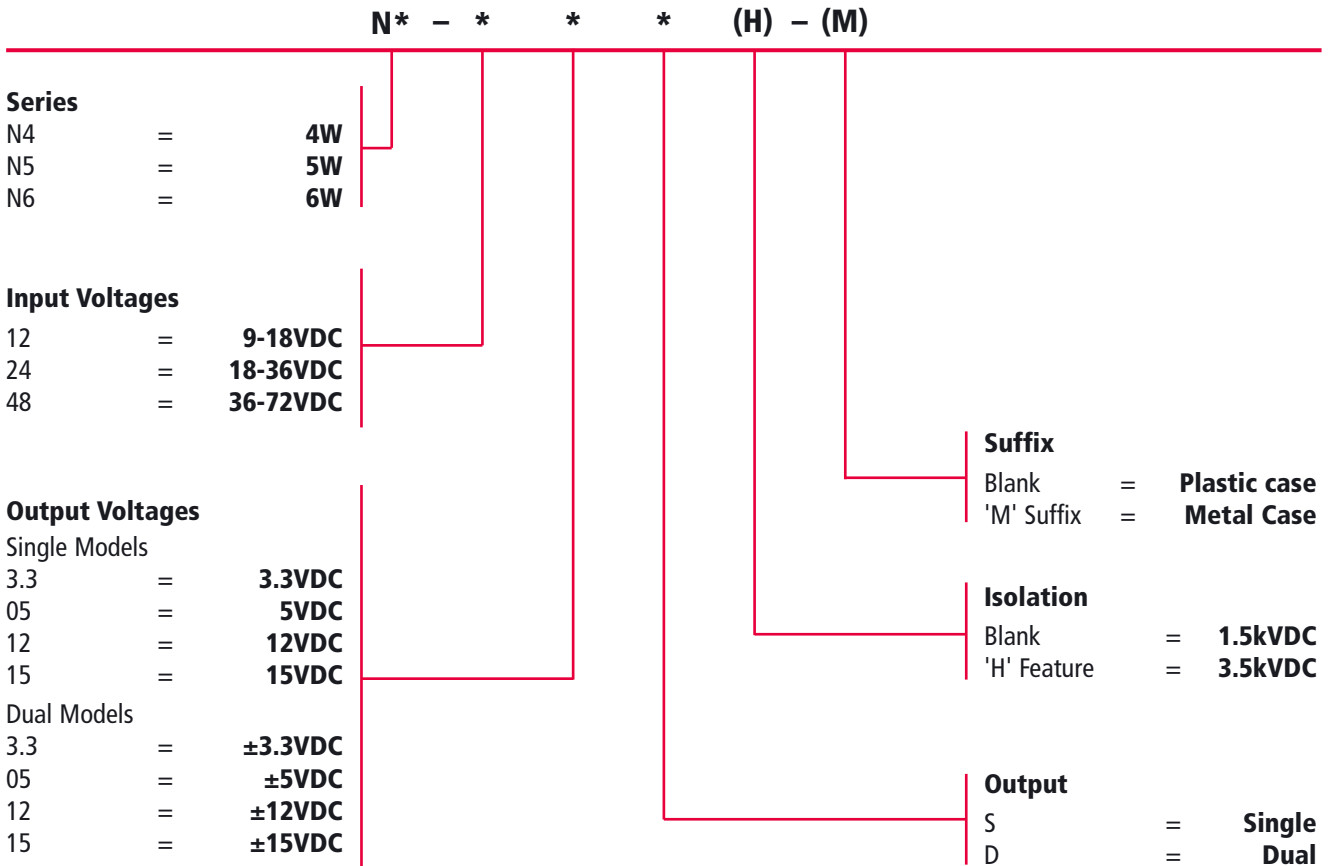 N* – * * * (H) – (M)
Series
N4 = 4W
N5 = 5W
N6 = 6W
Input Voltages
12 = 9-18VDC
24 = 18-36VDC
48 = 36-72VDC
Output Voltages
Single Models
3.3 = 3.3VDC
05 = 5VDC
12 = 12VDC
15 = 15VDC
Dual Models
3.3 = ±3.3VDC
05 = ±5VDC
12 = ±12VDC
15 = ±15VDC
Suffix
Blank = Plastic case
'M' Suffix = Metal Case
Isolation
Blank = 1.5kVDC
'H' Feature = 3.5kVDC
Output
S = Single
D = Dual